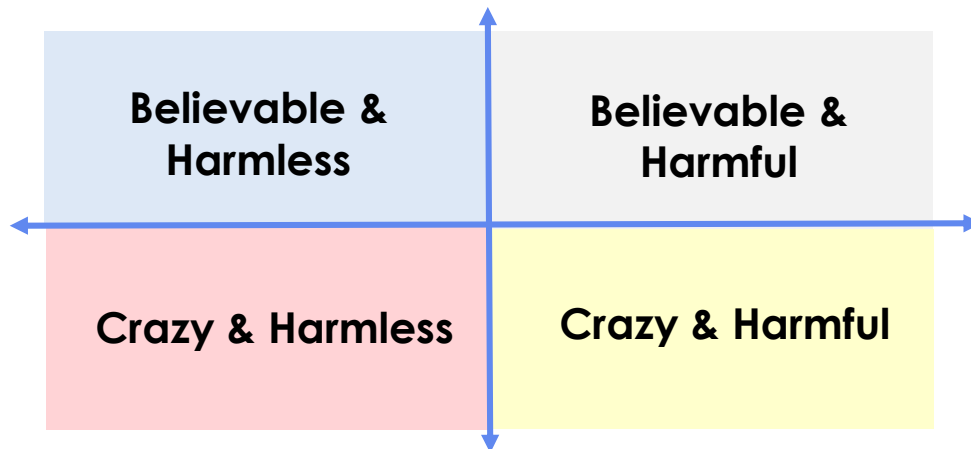 Believable &
Harmless
Believable &
Harmful
Crazy & Harmless
Crazy & Harmful